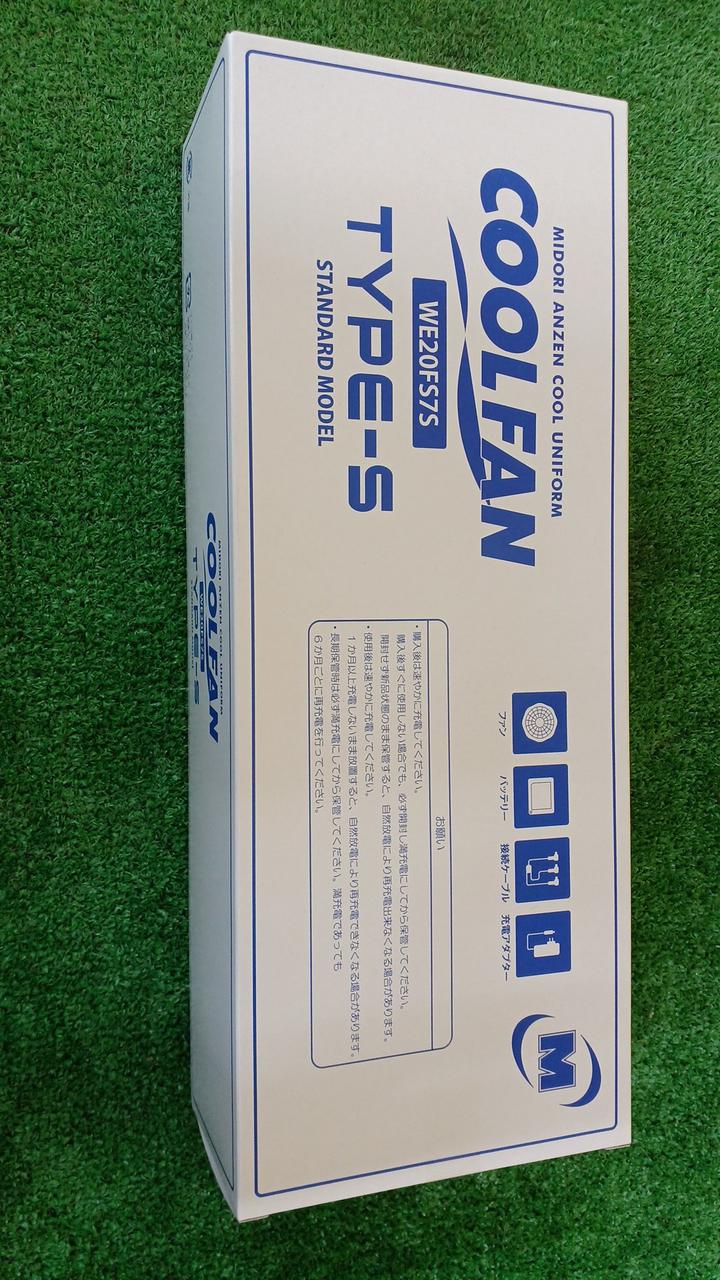 MIDORI ANZEN COOL UNIFORM
COOLFAN
WE20FS7S
TYPE-S
STANDARD MODEL
ファン
バッテリー
接続ケーブル
充電アダプター
M
お願い
・購入後は速やかに充電してください。
購入後すぐに使用しない場合でも、必ず開封し満充電にしてから保管してください。
開封せず新品状態のまま保管すると、自然放電により再充電出来なくなる場合があります。
・使用後は速やかに充電してください。
1か月以上充電しないまま放置すると、自然放電により再充電できなくなる場合があります。
・長期保管時は必ず満充電にしてから保管してください。満充電であっても
6か月ごとに再充電を行ってください。
MIDORI ANZEN COOL UNIFORM
COOLFAN
TYPE-S